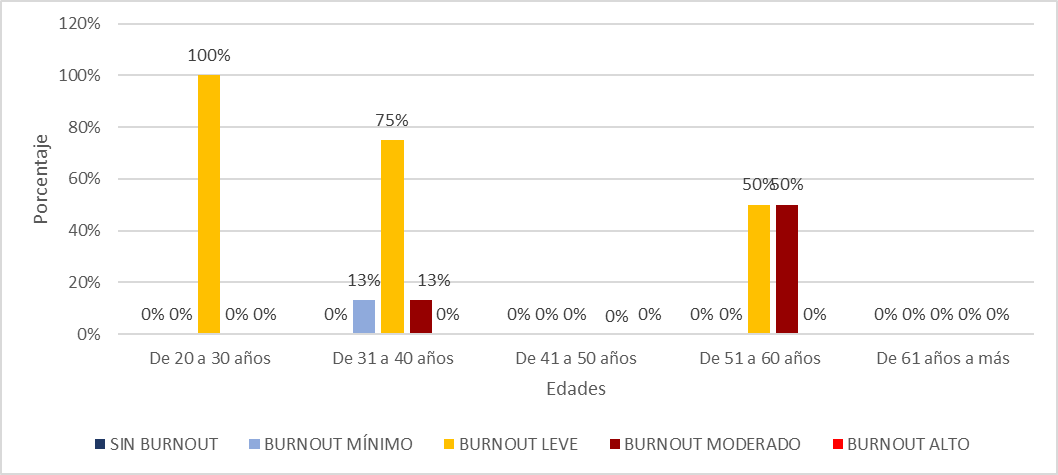 120%
100%
80%
60%
40%
20%
0%
Porcentaje
0% 0% 100% 0% 0%
0% 13% 75% 13% 0%
0% 0% 0% 0% 0%
0% 0% 50% 50% 0%
0% 0% 0% 0% 0%
De 20 a 30 años
De 31 a 40 años
De 41 a 50 años
De 51 a 60 años
De 61 años a más
Edades
SIN BURNOUT
BURNOUT MÍNIMO
BURNOUT LEVE
BURNOUT MODERADO
BURNOUT ALTO